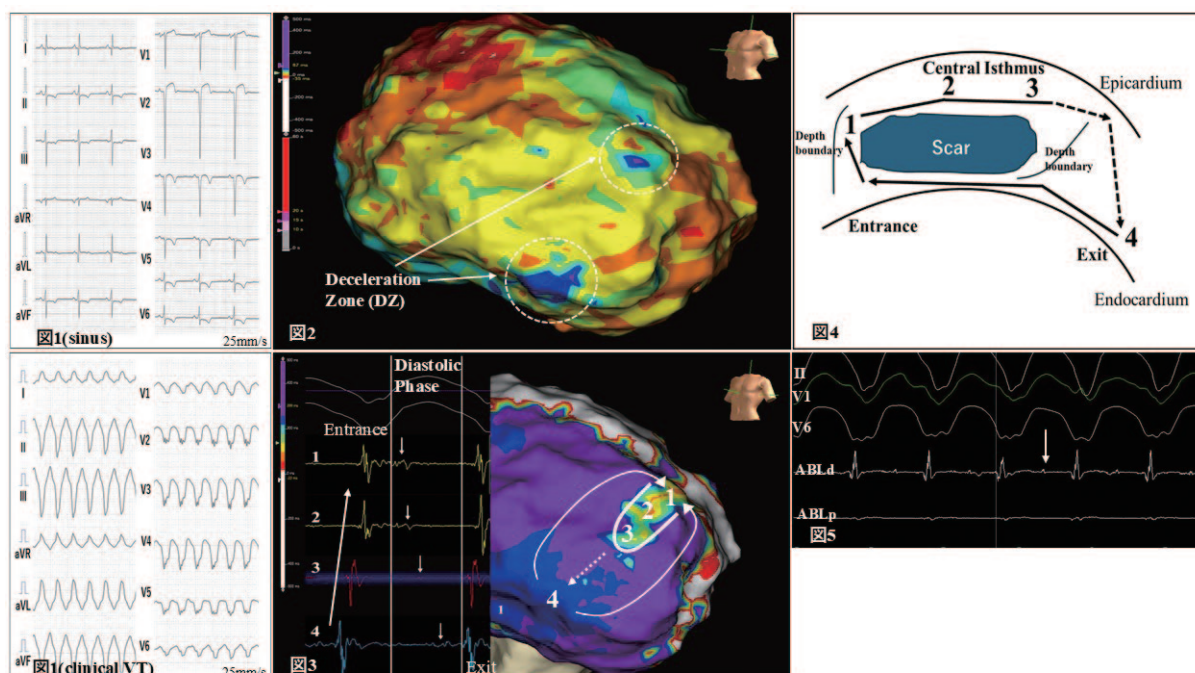 I
II
III
aVR
aVL
aVF
V1
V2
V3
V4
V5
V6
図1(sinus)
25mm/s
Deceleration
Zone (DZ)
図2
Central Isthmus
Epicardium
2
3
1
Depth
boundary
Scar
Depth
boundary
Entrance
4
Exit
Endocardium
図4
I
II
III
aVR
aVL
aVF
V1
V2
V3
V4
V5
V6
図1(clinical VT)
25mm/s
Diastolic
Phase
Entrance
1
2
3
4
Exit
図3
1
2
3
4
II
V1
V6
ABLd
ABLp
図5